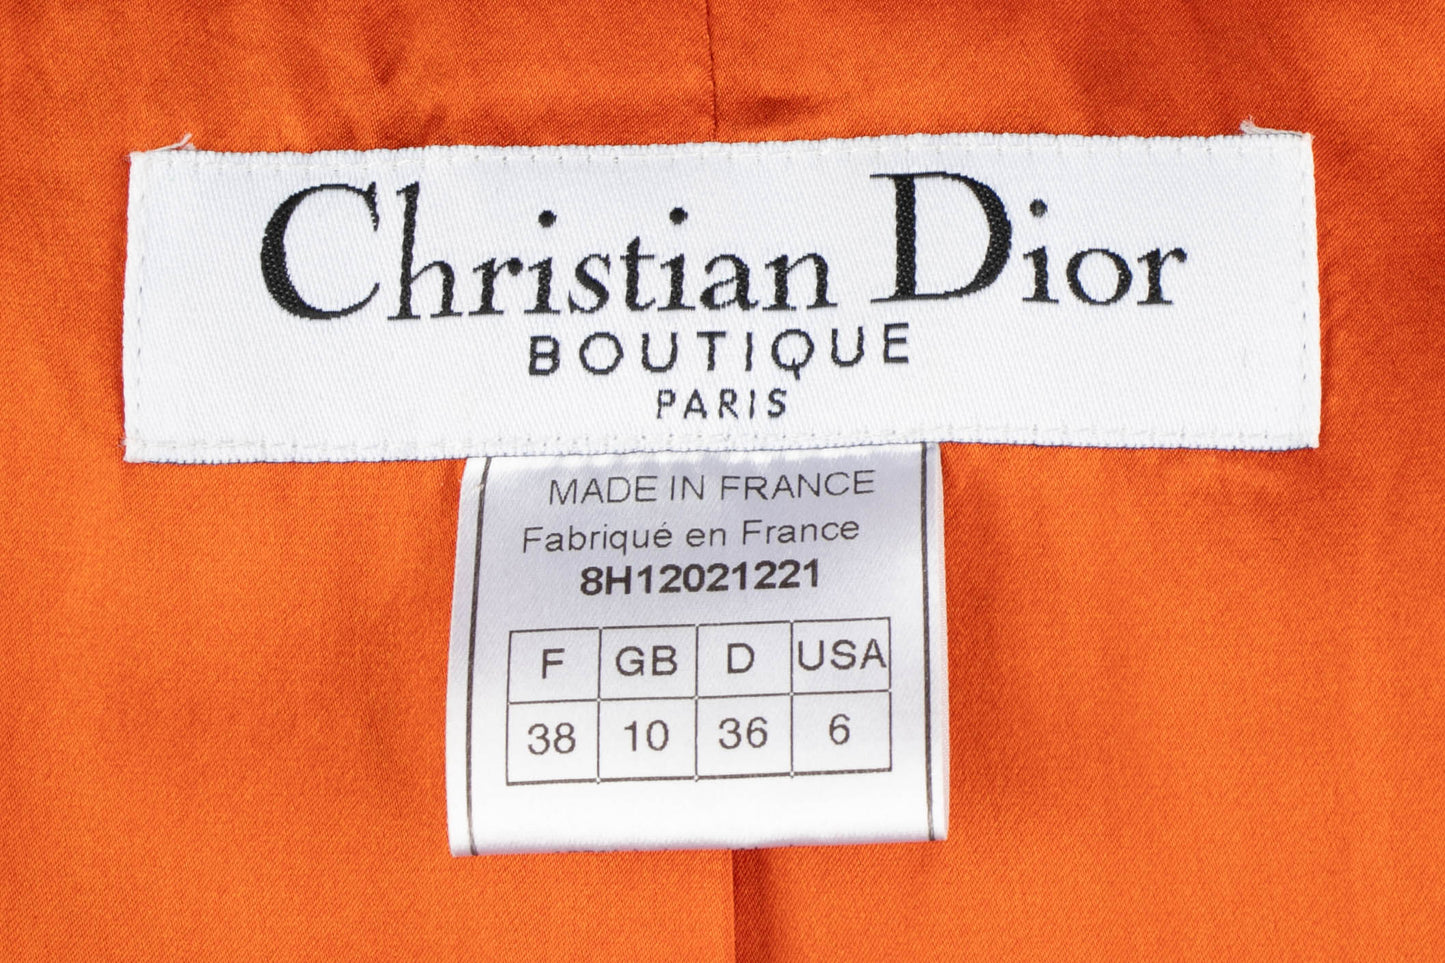 Christian Dior
BOUTIQUE
PARIS
MADE IN FRANCE
Fabriqué en France
8H12021221
F GB D USA
38 10 36 6